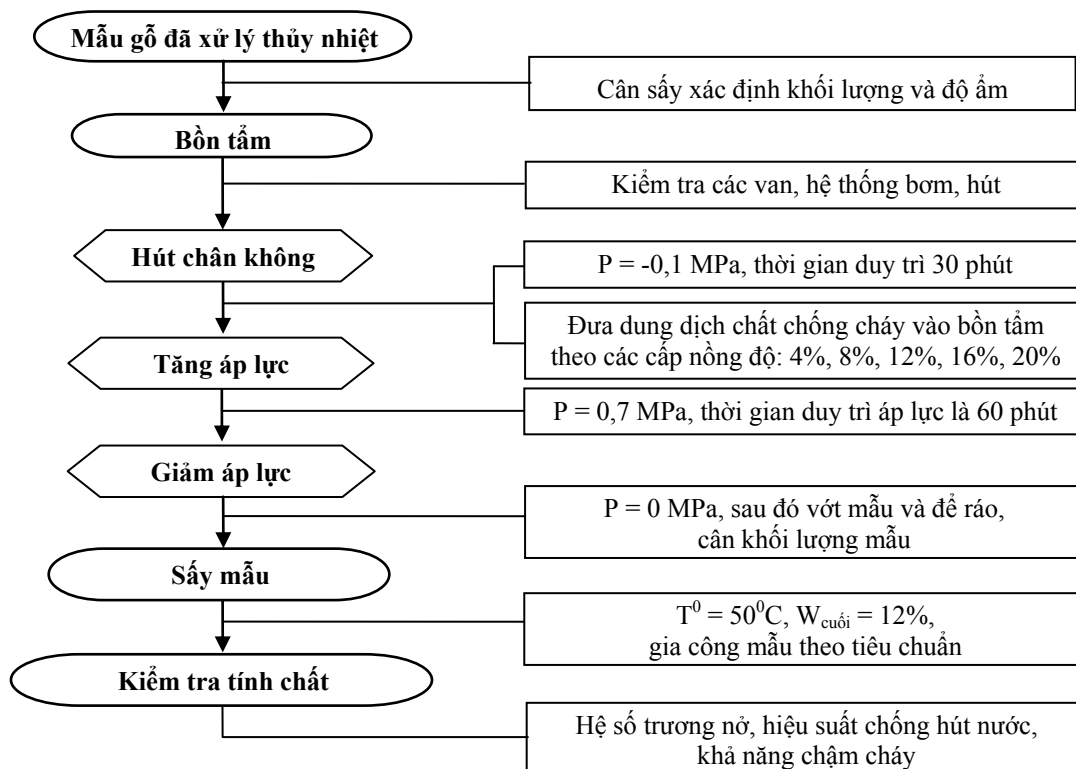 Mẫu gỗ đã xử lý thủy nhiệt
Cân sấy xác định khối lượng và độ ẩm
Bồn tẩm
Kiểm tra các van, hệ thống bơm, hút
Hút chân không
P = -0,1 MPa, thời gian duy trì 30 phút
Đưa dung dịch chất chống cháy vào bồn tẩm
theo các cấp nồng độ: 4%, 8%, 12%, 16%, 20%
Tăng áp lực
P = 0,7 MPa, thời gian duy trì áp lực là 60 phút
Giảm áp lực
P = 0 MPa, sau đó vớt mẫu và để ráo,
cân khối lượng mẫu
Sấy mẫu
T⁰ = 50⁰C, W cuối = 12%,
gia công mẫu theo tiêu chuẩn
Kiểm tra tính chất
Hệ số trương nở, hiệu suất chống hút nước,
khả năng chậm cháy